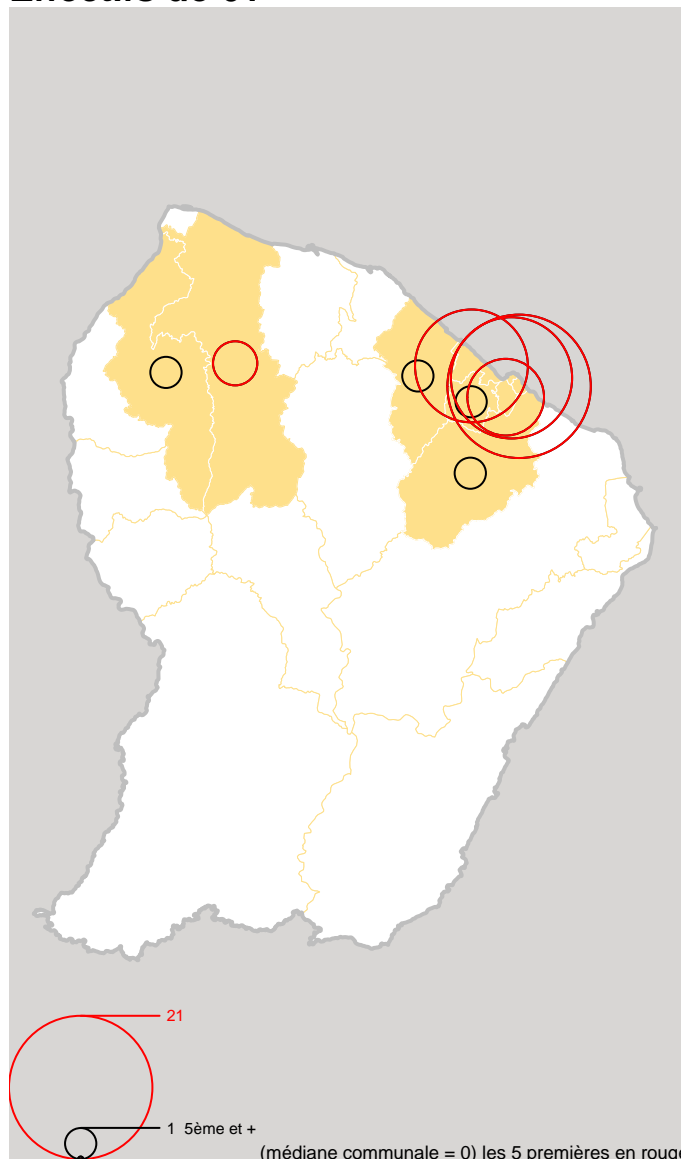 21
1 5ème et +
(médiane communale = 0) les 5 premières en rouge